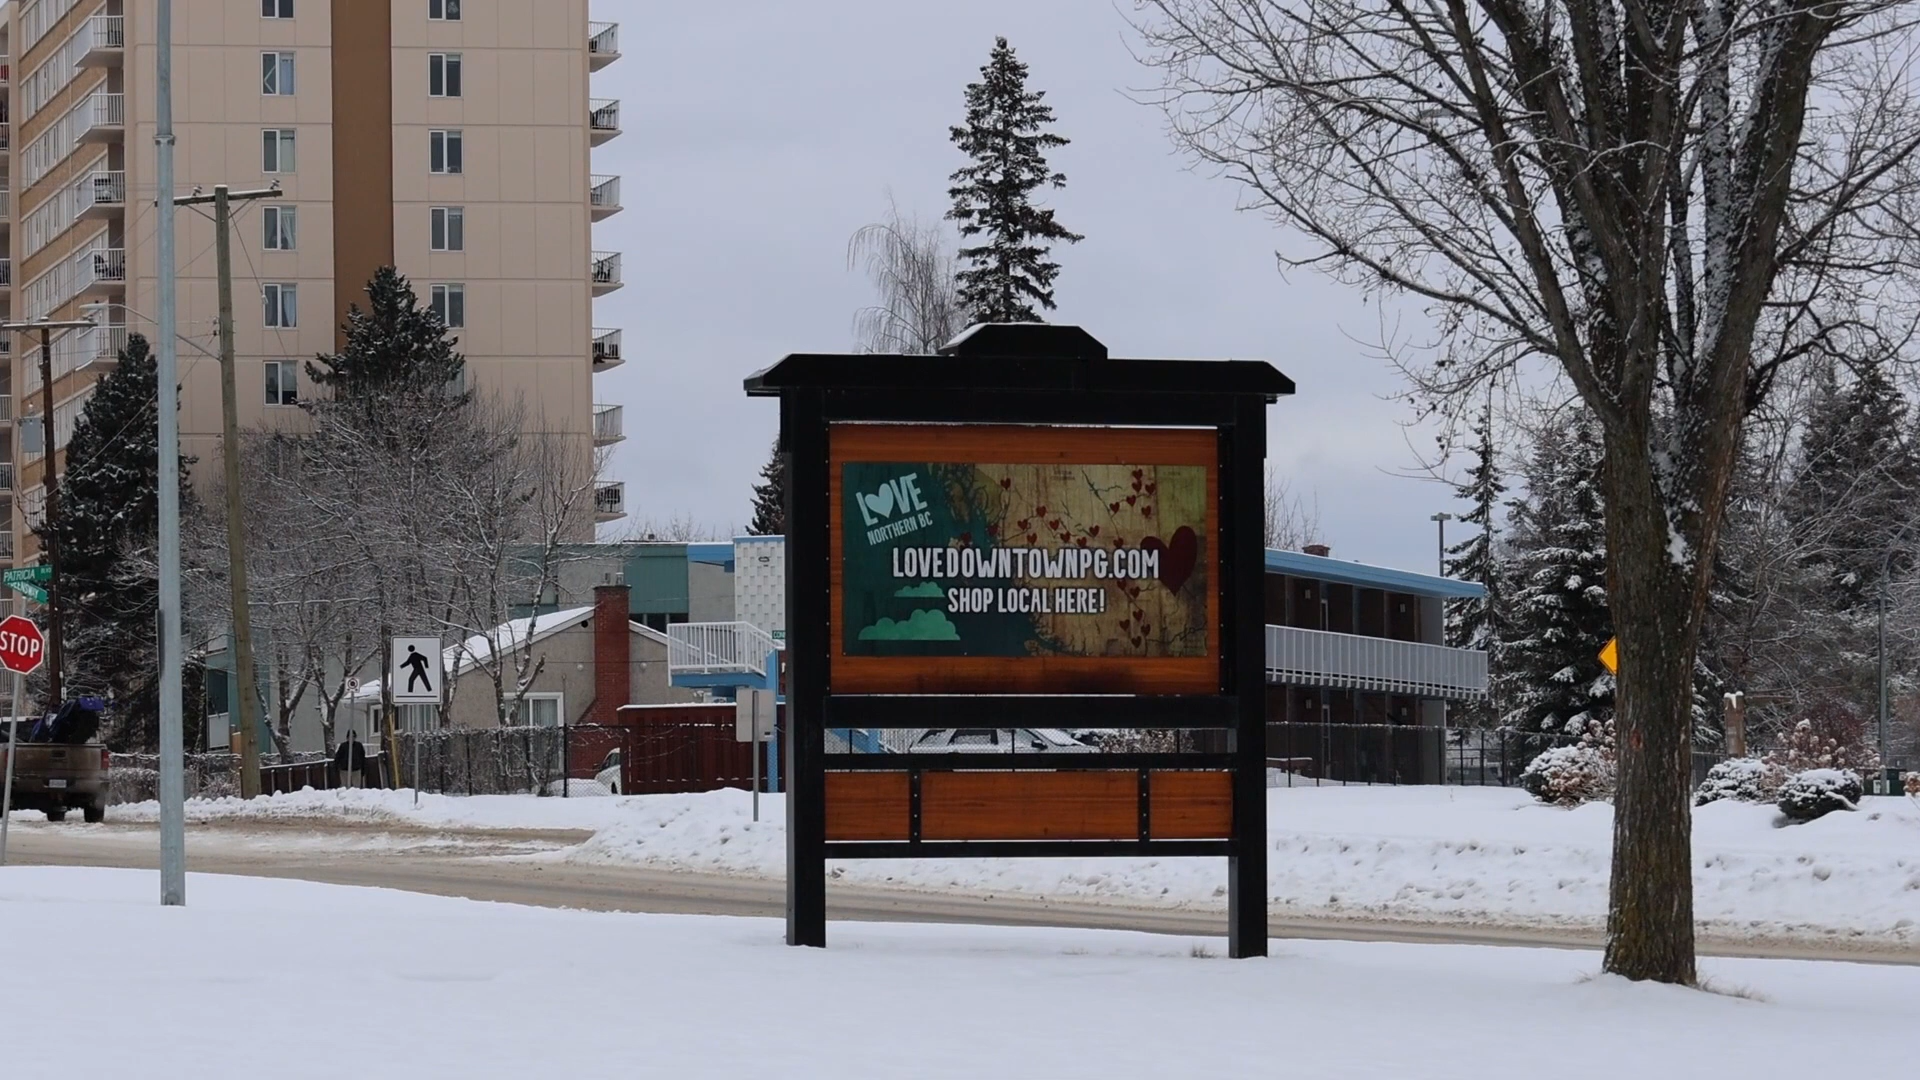 LOVE
NORTHERN BC
LOVEDOWNTOWNPG.COM
SHOP LOCAL HERE!
PATRICIA
STOP